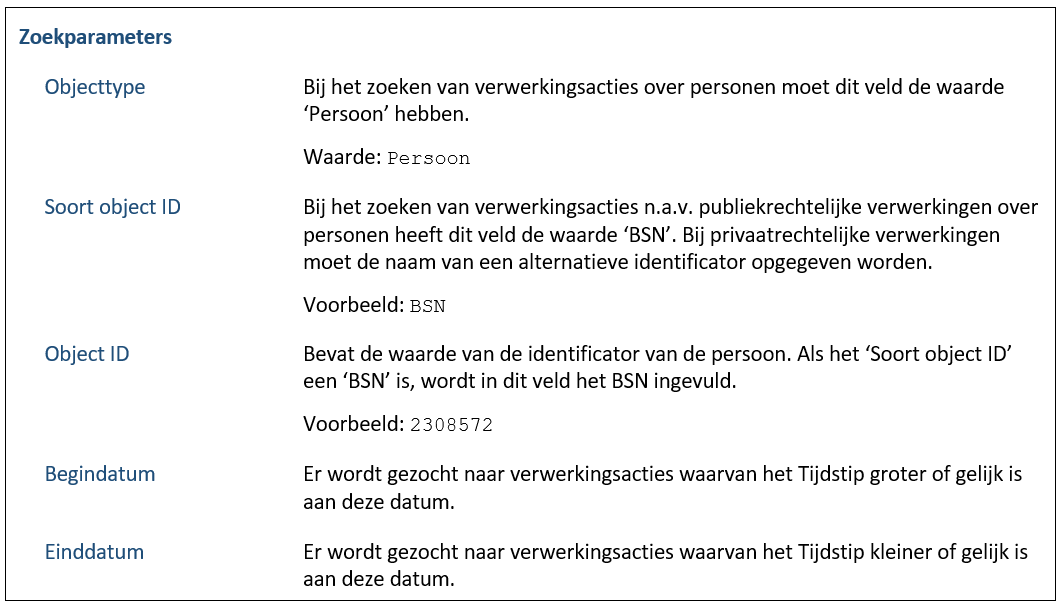 Zoekparameters
Objecttype
Bij het zoeken van verwerkingsacties over personen moet dit veld de waarde
‘Persoon’ hebben.
Waarde: Persoon
Soort object ID
Bij het zoeken van verwerkingsacties n.a.v. publiekrechtelijke verwerkingen over
personen heeft dit veld de waarde ‘BSN’. Bij privaatrechtelijke verwerkingen
moet de naam van een alternatieve identificator opgegeven worden.
Voorbeeld: BSN
Object ID
Bevat de waarde van de identificator van de persoon. Als het ‘Soort object ID’
een ‘BSN’ is, wordt in dit veld het BSN ingevuld.
Voorbeeld: 2308572
Begindatum
Er wordt gezocht naar verwerkingsacties waarvan het Tijdstip groter of gelijk is
aan deze datum.
Einddatum
Er wordt gezocht naar verwerkingsacties waarvan het Tijdstip kleiner of gelijk is
aan deze datum.